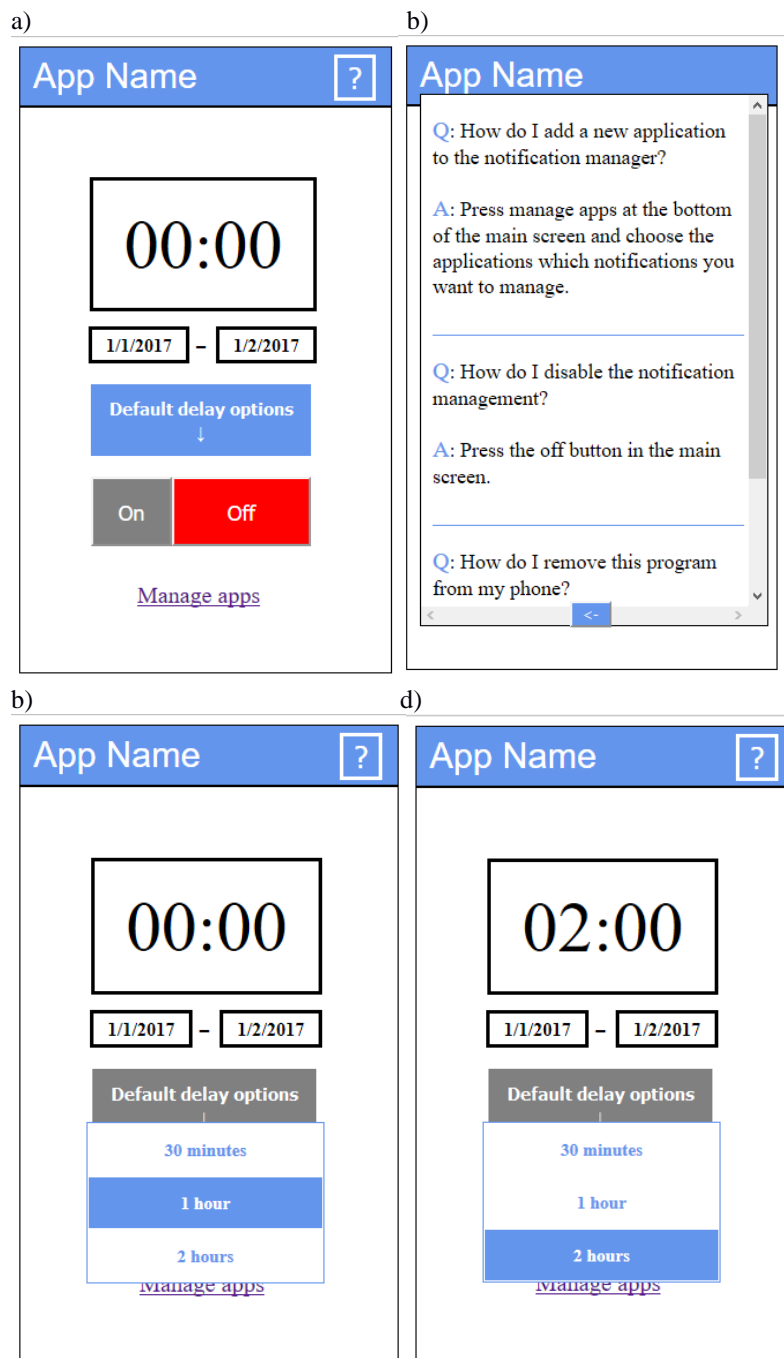 a)
App Name
?
00:00
1/1/2017 – 1/2/2017
Default delay options
↓
On Off
Manage apps
b)
App Name
Q: How do I add a new application
to the notification manager?
A: Press manage apps at the bottom
of the main screen and choose the
applications which notifications you
want to manage.
Q: How do I disable the notification
management?
A: Press the off button in the main
screen.
Q: How do I remove this program
from my phone?
<-
b)
App Name
?
00:00
1/1/2017 – 1/2/2017
Default delay options
30 minutes
1 hour
2 hours
Manage apps
d)
App Name
?
02:00
1/1/2017 – 1/2/2017
Default delay options
30 minutes
1 hour
2 hours
Manage apps